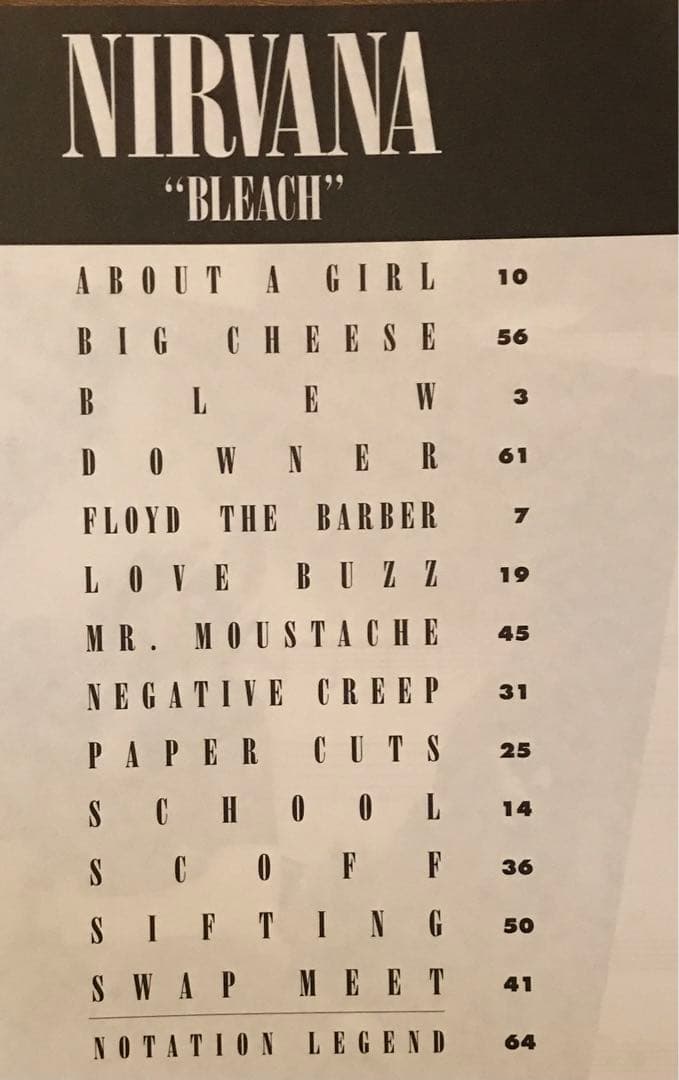 NIRVANA
“BLEACH”
ABOUT A GIRL 10
BIG CHEESE 56
BLEW 3
DOWNER 61
FLOYD THE BARBER 7
LOVE BUZZ 19
MR. MOUSTACHE 45
NEGATIVE CREEP 31
PAPER CUTS 25
SCHOOL 14
SCOFF 36
SIFTING 50
SWAP MEET 41
NOTATION LEGEND 64